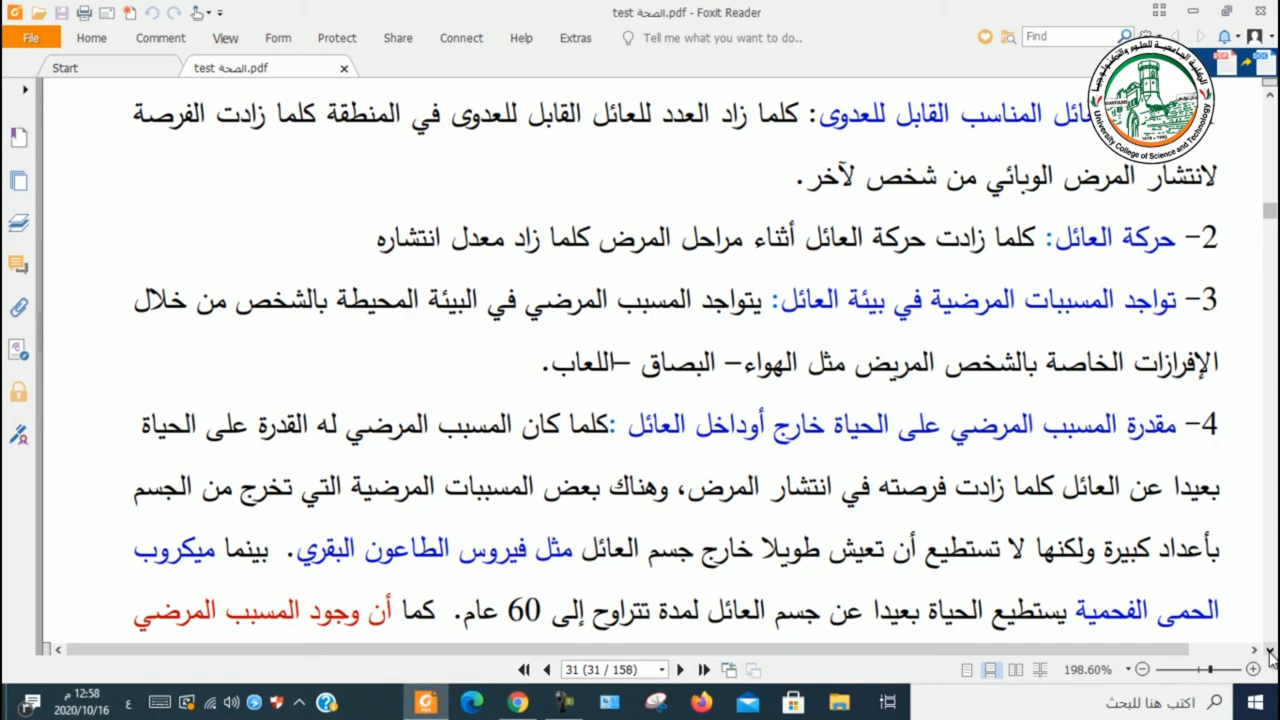 test الصحة.pdf - Foxit Reader
File Home Comment View Form Protect Share Connect Help Extras Tell me what you want to do.. Find
Start test الصحة.pdf
الكلية الجامعية للعلوم والتكنولوجيا
University College of Science and Technology
المناسب القابل للعدوى: كلما زاد العدد للعائل القابل للعدوى في المنطقة كلما زادت الفرصة
لانتشار المرض الوبائي من شخص لآخر.
2- حركة العائل: كلما زادت حركة العائل أثناء مراحل المرض كلما زاد معدل انتشاره
3- تواجد المسببات المرضية في بيئة العائل: يتواجد المسبب المرضي في البيئة المحيطة بالشخص من خلال
الإفرازات الخاصة بالشخص المريض مثل الهواء– البصاق –اللعاب.
4- مقدرة المسبب المرضي على الحياة خارج أوداخل العائل :كلما كان المسبب المرضي له القدرة على الحياة
بعيدا عن العائل كلما زادت فرصته في انتشار المرض، وهناك بعض المسببات المرضية التي تخرج من الجسم
بأعداد كبيرة ولكنها لا تستطيع أن تعيش طويلا خارج جسم العائل مثل فيروس الطاعون البقري. بينما ميكروب
الحمى الفحمية يستطيع الحياة بعيدا عن جسم العائل لمدة تتراوح إلى 60 عام. كما أن وجود المسبب المرضي
31 (31 / 158) 198.60%
12:58 م
2020/10/16
ع
اكتب هنا للبحث